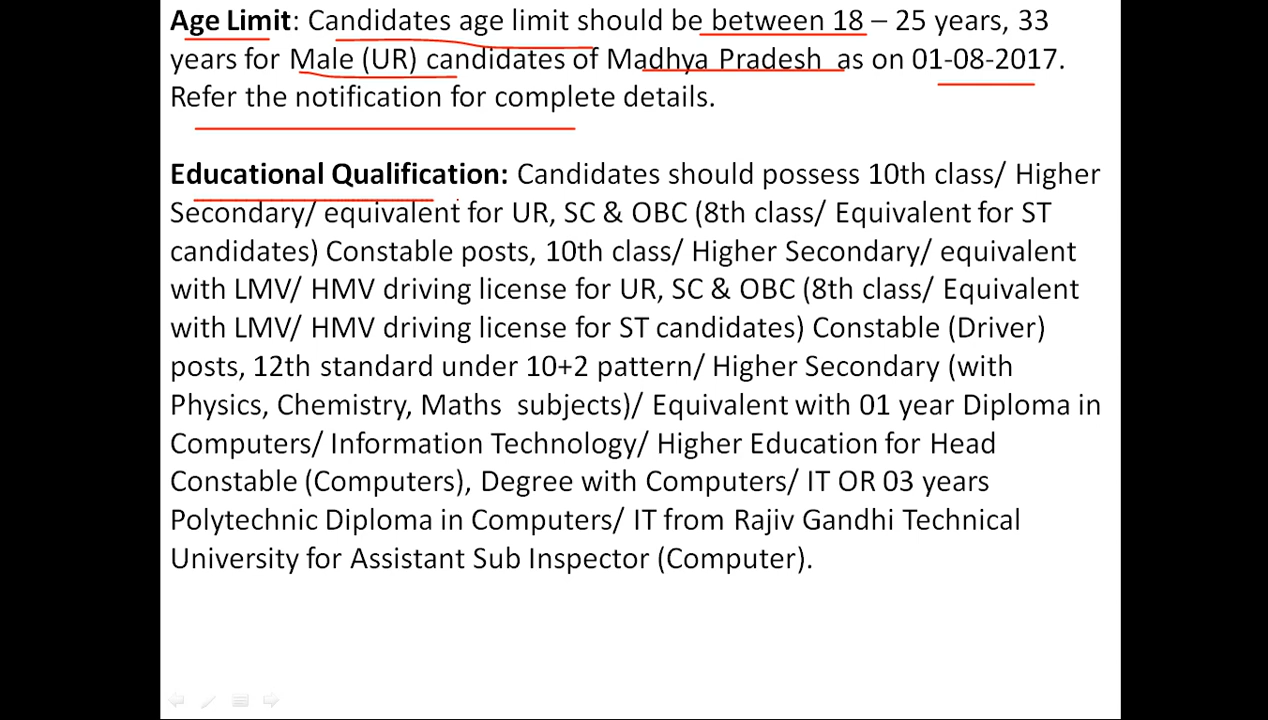 Age Limit: Candidates age limit should be between 18 – 25 years, 33
years for Male (UR) candidates of Madhya Pradesh as on 01-08-2017.
Refer the notification for complete details.
Educational Qualification: Candidates should possess 10th class/ Higher
Secondary/ equivalent for UR, SC & OBC (8th class/ Equivalent for ST
candidates) Constable posts, 10th class/ Higher Secondary/ equivalent
with LMV/ HMV driving license for UR, SC & OBC (8th class/ Equivalent
with LMV/ HMV driving license for ST candidates) Constable (Driver)
posts, 12th standard under 10+2 pattern/ Higher Secondary (with
Physics, Chemistry, Maths  subjects)/ Equivalent with 01 year Diploma in
Computers/ Information Technology/ Higher Education for Head
Constable (Computers), Degree with Computers/ IT OR 03 years
Polytechnic Diploma in Computers/ IT from Rajiv Gandhi Technical
University for Assistant Sub Inspector (Computer).